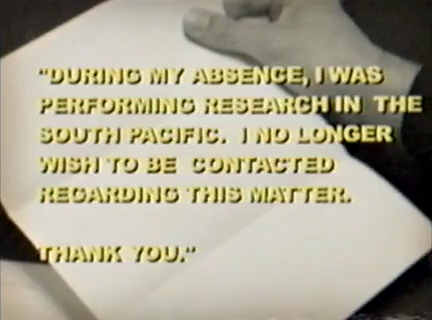 "DURING MY ABSENCE, I WAS
PERFORMING RESEARCH IN THE
SOUTH PACIFIC. I NO LONGER
WISH TO BE CONTACTED
REGARDING THIS MATTER.
THANK YOU."